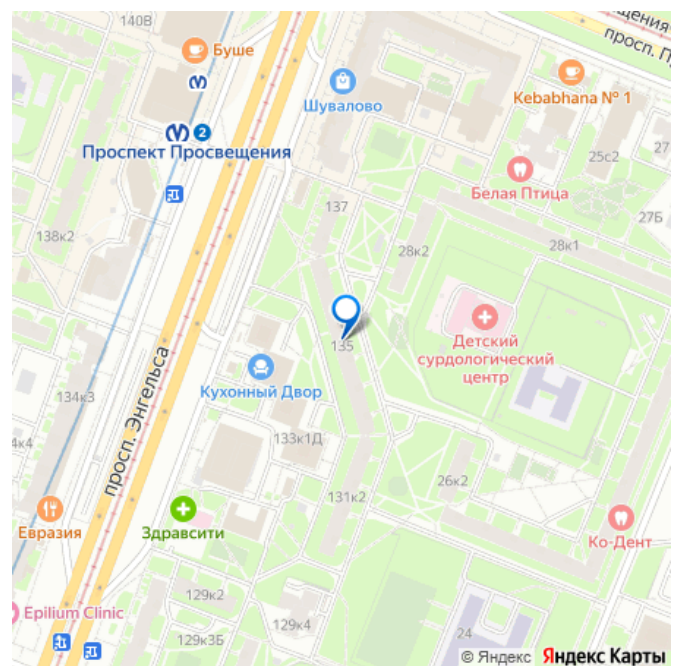 140В
Буше
щения
просп. П
Шувалово
Kebabhana № 1
2
Проспект Просвещения
25с2
27
Белая Птица
137
27Б
138к2
28к2
28к1
135
Детский
сурдологический
центр
Кухонный Двор
просп. Энгельса
134к3
4к4
133к1Д
26к2
131к2
Евразия
Здравсити
Ко-Дент
129к2
Epilium Clinic
129к4
24
129к3Б
© Яндекс Яндекс Карты